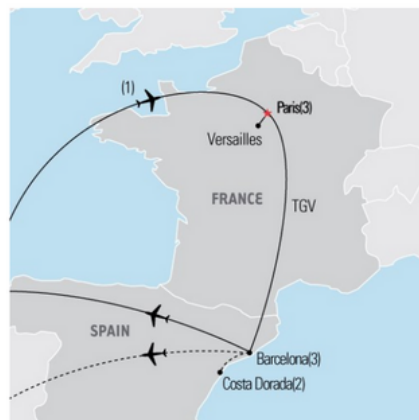 (1)
Paris(3)
Versailles
FRANCE
TGV
SPAIN
Barcelona(3)
Costa Dorada(2)